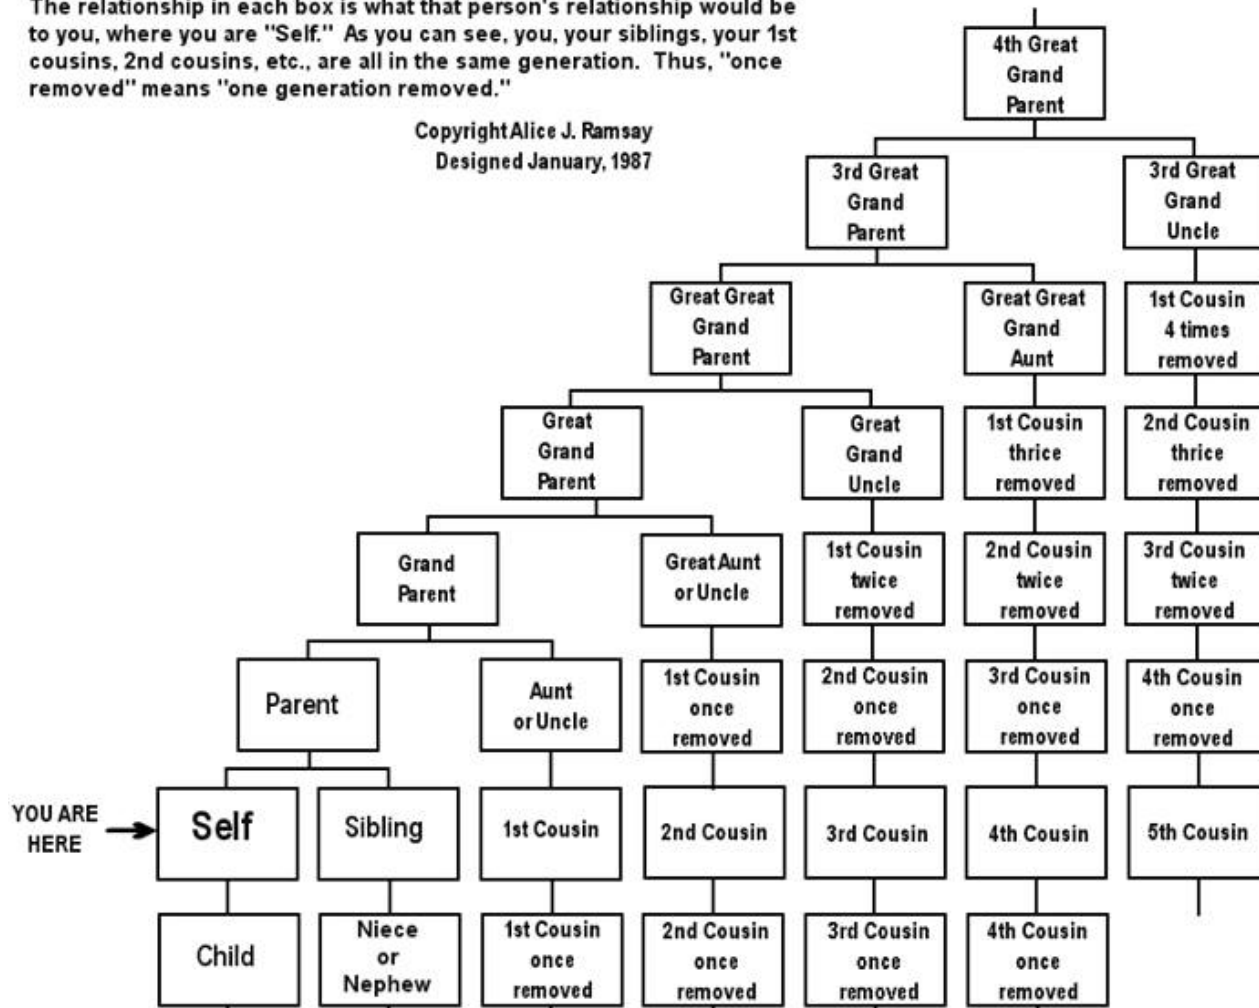 The relationship in each box is what that person's relationship would be
to you, where you are "Self." As you can see, you, your siblings, your 1st
cousins, 2nd cousins, etc., are all in the same generation. Thus, "once
removed" means "one generation removed."
Copyright Alice J. Ramsay
Designed January, 1987
4th Great
Grand
Parent
3rd Great
Grand
Parent
3rd Great
Grand
Uncle
Great Great
Grand
Parent
Great Great
Grand
Aunt
1st Cousin
4 times
removed
Great
Grand
Parent
Great
Grand
Uncle
1st Cousin
thrice
removed
2nd Cousin
thrice
removed
Grand
Parent
Great Aunt
or Uncle
1st Cousin
twice
removed
2nd Cousin
twice
removed
3rd Cousin
twice
removed
Parent
Aunt
or Uncle
1st Cousin
once
removed
2nd Cousin
once
removed
3rd Cousin
once
removed
4th Cousin
once
removed
YOU ARE
HERE
Self
Sibling
1st Cousin
2nd Cousin
3rd Cousin
4th Cousin
5th Cousin
Child
Niece
or
Nephew
1st Cousin
once
removed
2nd Cousin
once
removed
3rd Cousin
once
removed
4th Cousin
once
removed